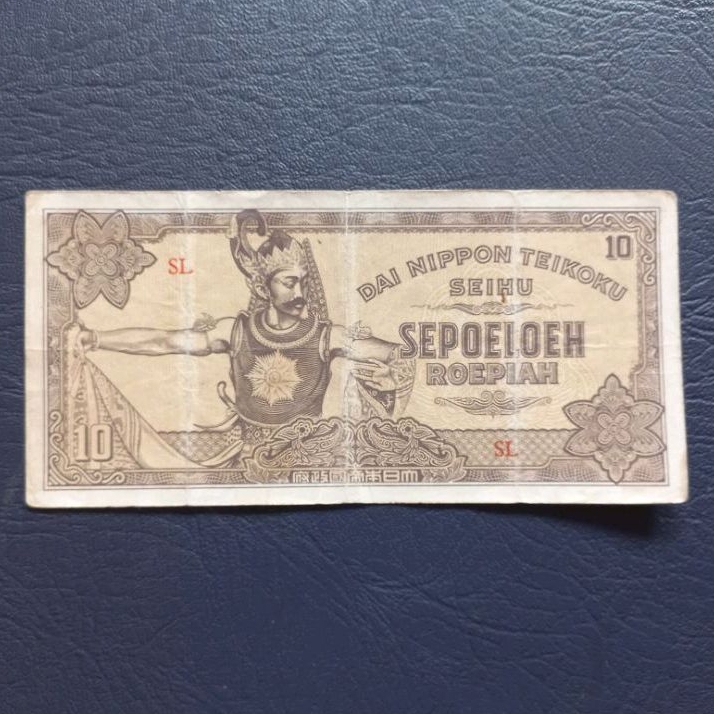 10
SL
DAI NIPPON TEIKOKU
SEIHU
SEPOELOEH
ROEPIAH
10
SL
府政國帝本日大